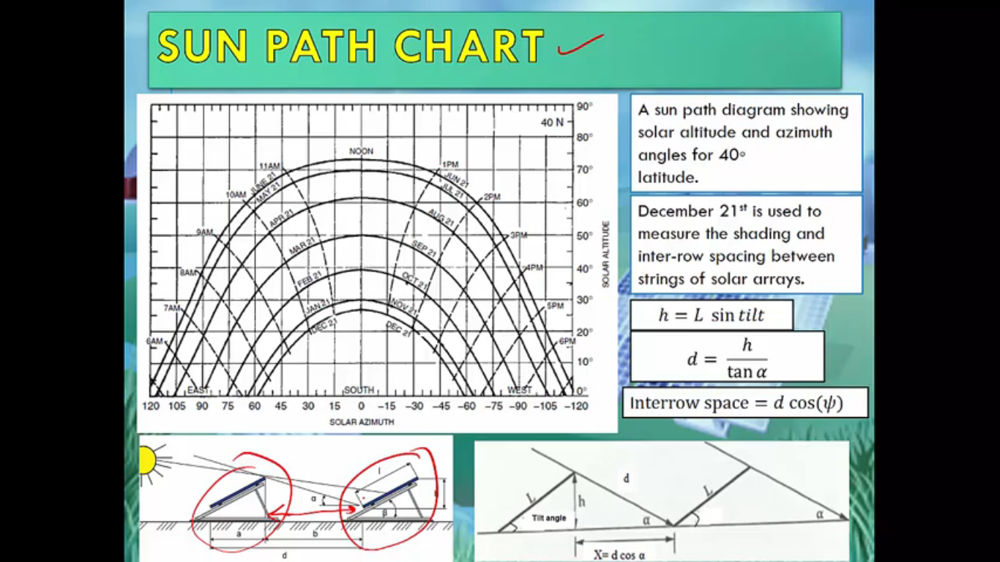 SUN PATH CHART
40 N
90°
80°
70°
60°
50°
40°
30°
20°
10°
0°
SOLAR ALTITUDE
NOON
11AM
10AM
9AM
8AM
7AM
6AM
1PM
2PM
3PM
4PM
5PM
6PM
JUNE 21
MAY 21
APR 21
MAR 21
FEB 21
JAN 21
DEC 21
JUN 21
JUL 21
AUG 21
SEP 21
OCT 21
NOV 21
DEC 21
EAST SOUTH WEST
120 105 90 75 60 45 30 15 0 −15 −30 −45 −60 −75 −90 −105 −120
SOLAR AZIMUTH
A sun path diagram showing
solar altitude and azimuth
angles for 40°
latitude.
December 21st is used to
measure the shading and
inter-row spacing between
strings of solar arrays.
h = L sin tilt
d = h / tan α
Interrow space = d cos(ψ)
l
α
β
a b
d
L h d L
Tilt angle α α
X= d cos α